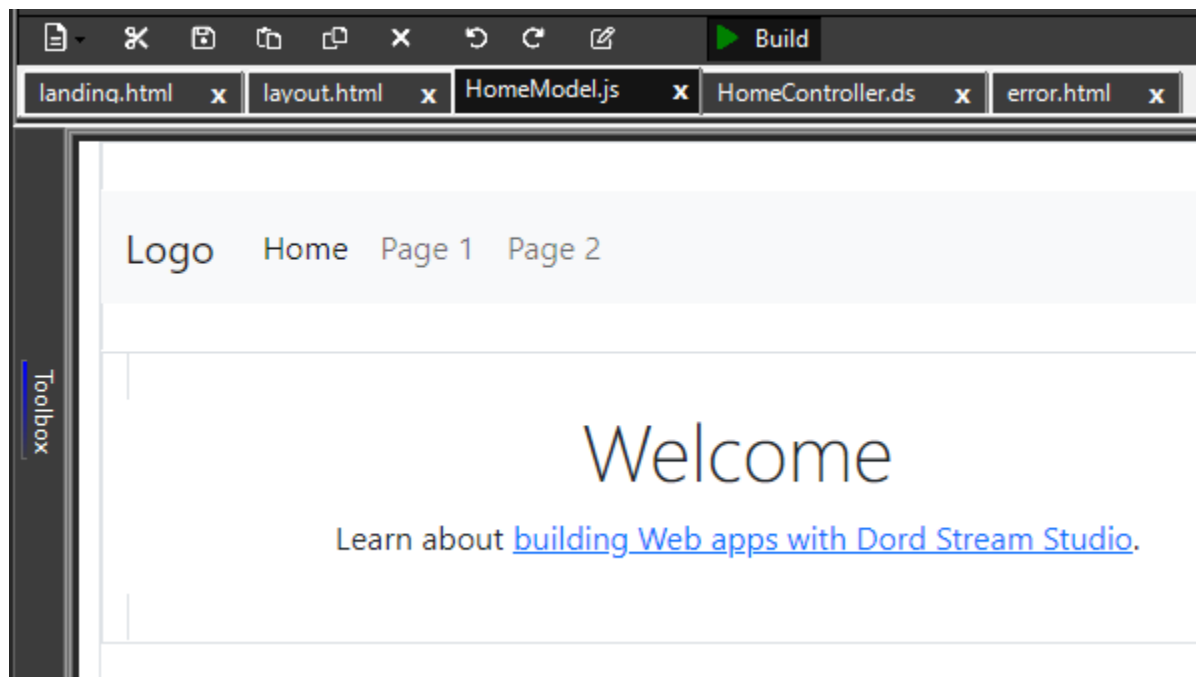 Build
landing.html x layout.html x HomeModel.js x HomeController.ds x error.html x
Logo Home Page 1 Page 2
Toolbox
Welcome
Learn about building Web apps with Dord Stream Studio.